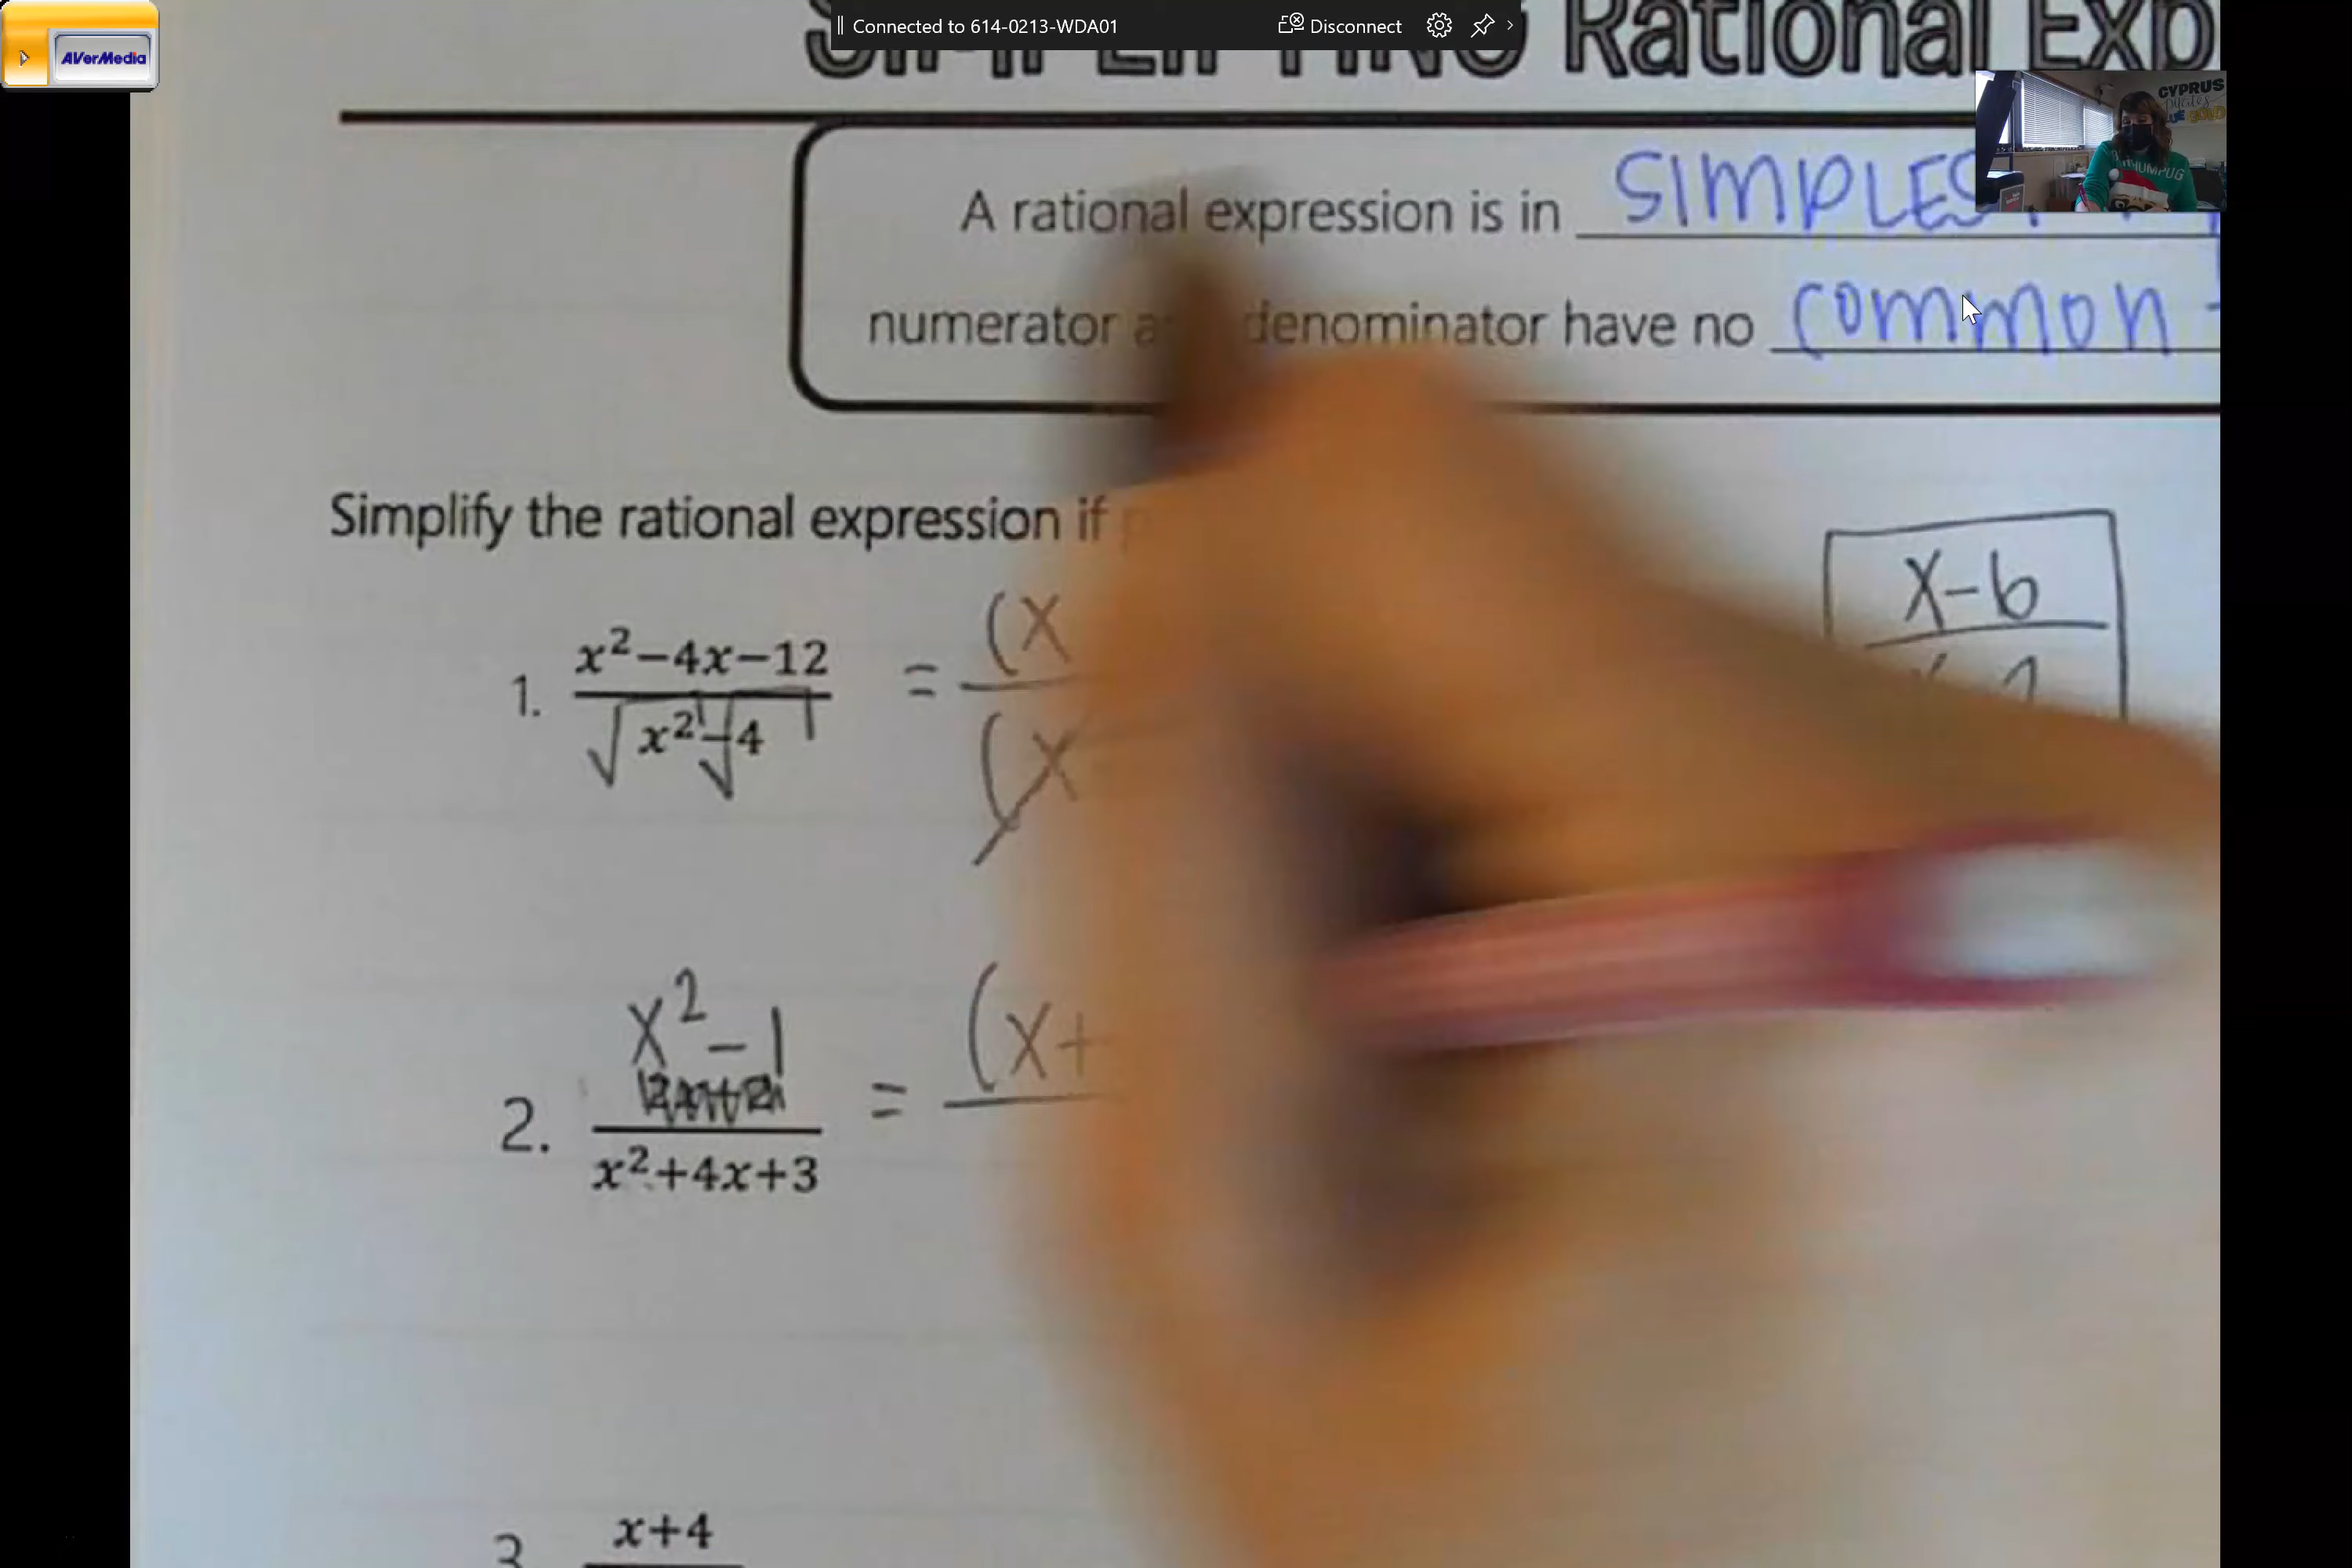 AVerMedia
Connected to 614-0213-WDA01 Disconnect
SIMPLIFYING Rational Exp
CYPRUS
A rational expression is in SIMPLEST
numerator denominator have no common
Simplify the rational expression if
1. x²−4x−12 / √x²−√4 = (x / (x
x−6
2. x²−1 / x²+4x+3 = (x+
3. x+4